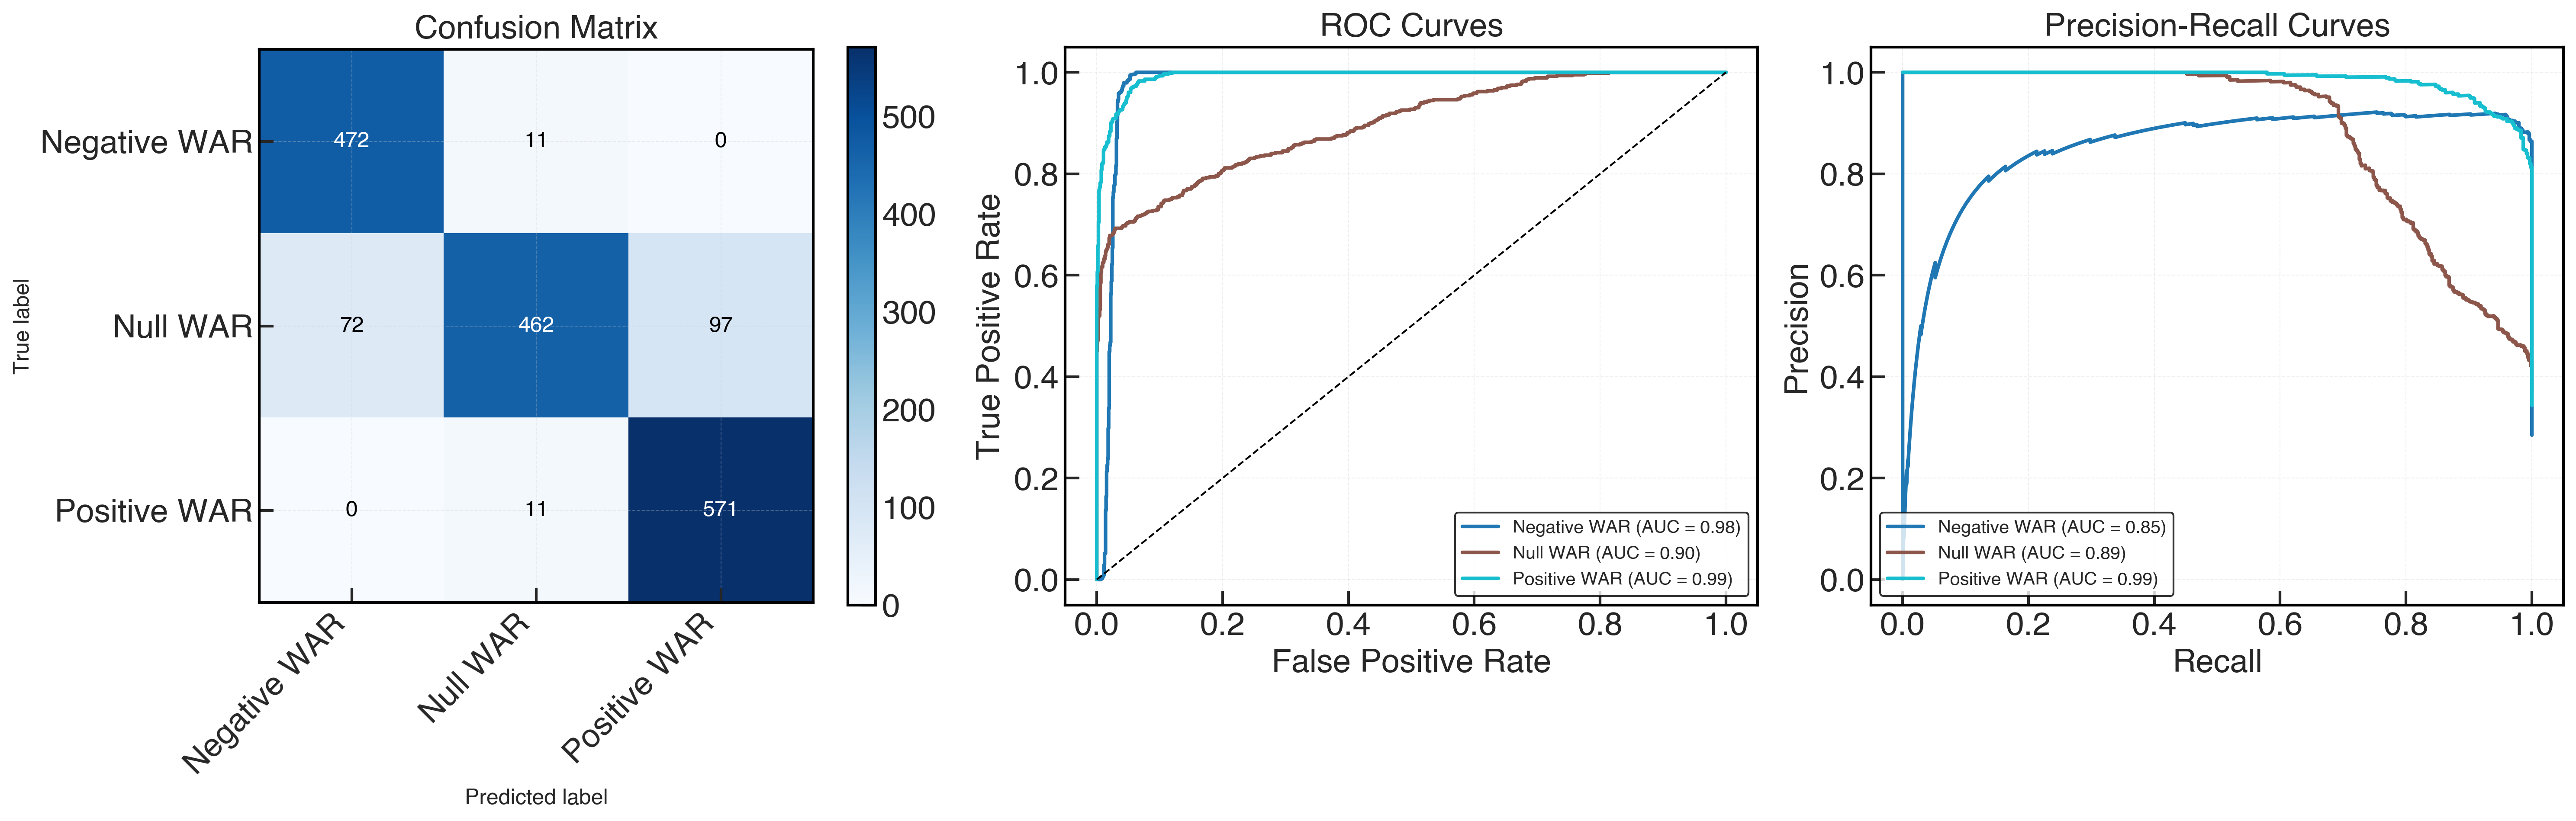 Confusion Matrix
Negative WAR
Null WAR
Positive WAR
True label
472
11
0
72
462
97
0
11
571
Negative WAR
Null WAR
Positive WAR
Predicted label
500
400
300
200
100
0
ROC Curves
True Positive Rate
1.0
0.8
0.6
0.4
0.2
0.0
Negative WAR (AUC = 0.98)
Null WAR (AUC = 0.90)
Positive WAR (AUC = 0.99)
0.0
0.2
0.4
0.6
0.8
1.0
False Positive Rate
Precision-Recall Curves
Precision
1.0
0.8
0.6
0.4
0.2
0.0
Negative WAR (AUC = 0.85)
Null WAR (AUC = 0.89)
Positive WAR (AUC = 0.99)
0.0
0.2
0.4
0.6
0.8
1.0
Recall